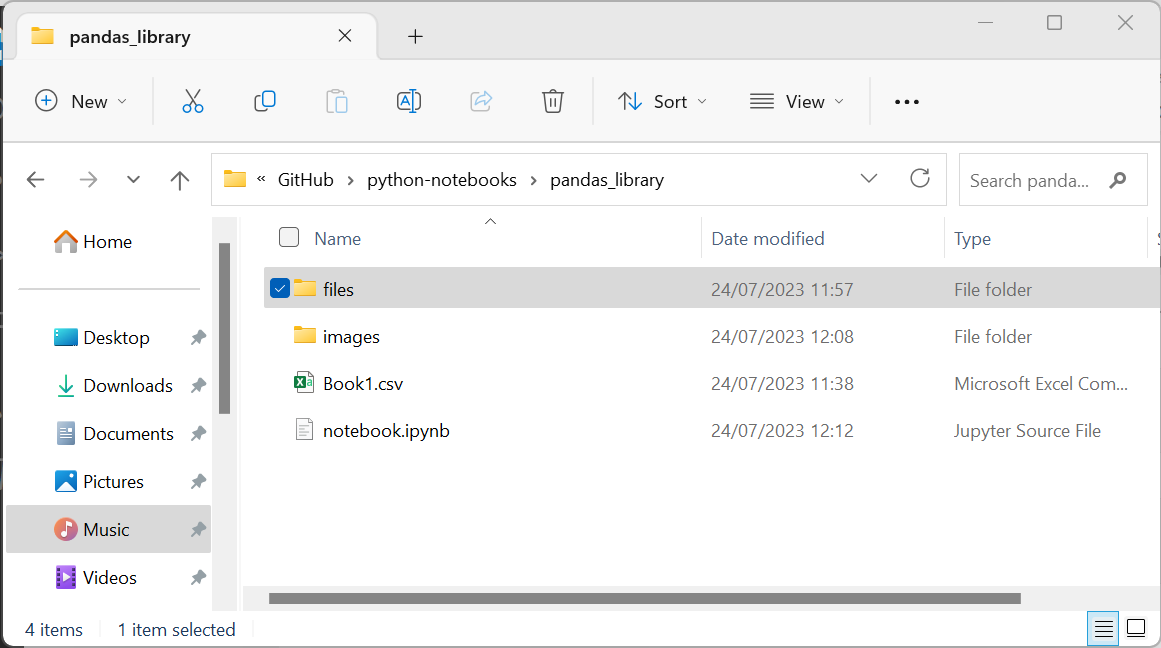 pandas_library
New Sort View
« GitHub > python-notebooks > pandas_library Search panda...
Home
Desktop
Downloads
Documents
Pictures
Music
Videos
Name Date modified Type
files 24/07/2023 11:57 File folder
images 24/07/2023 12:08 File folder
Book1.csv 24/07/2023 11:38 Microsoft Excel Com...
notebook.ipynb 24/07/2023 12:12 Jupyter Source File
4 items 1 item selected